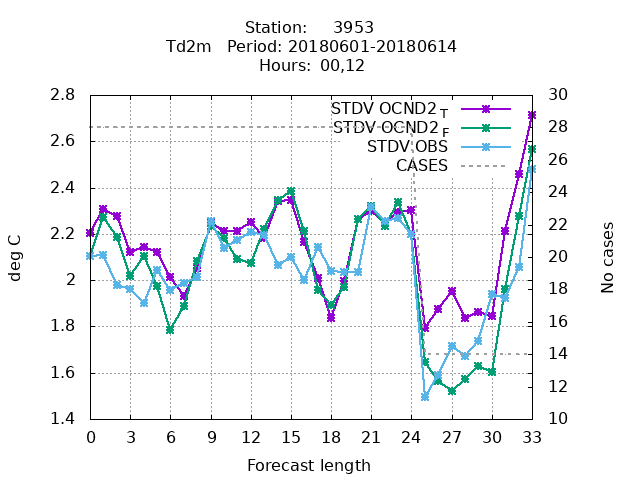 Station: 3953
Td2m Period: 20180601-20180614
Hours: 00,12
STDV OCND2 T
STDV OCND2 F
STDV OBS
CASES
deg C
No cases
2.8
2.6
2.4
2.2
2
1.8
1.6
1.4
30
28
26
24
22
20
18
16
14
12
10
0 3 6 9 12 15 18 21 24 27 30 33
Forecast length